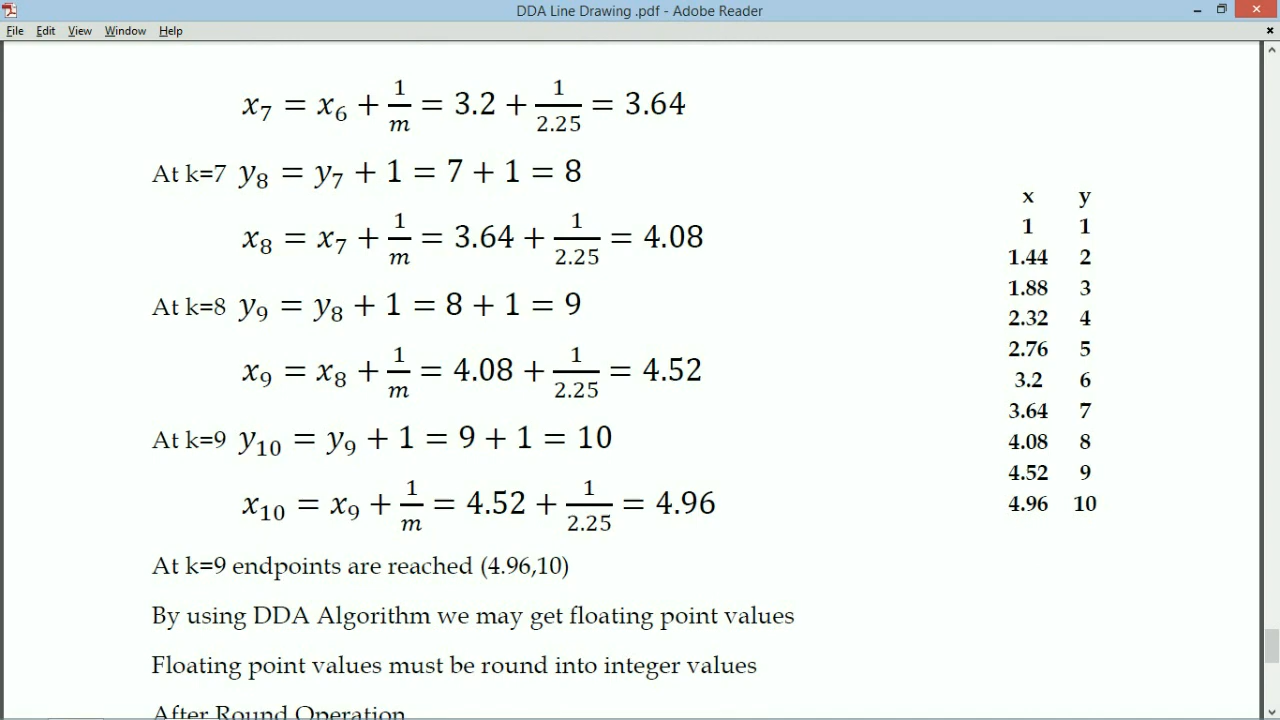 DDA Line Drawing .pdf - Adobe Reader
File Edit View Window Help
x₇ = x₆ + 1/m = 3.2 + 1/2.25 = 3.64
At k=7 y₈ = y₇ + 1 = 7 + 1 = 8
x₈ = x₇ + 1/m = 3.64 + 1/2.25 = 4.08
At k=8 y₉ = y₈ + 1 = 8 + 1 = 9
x₉ = x₈ + 1/m = 4.08 + 1/2.25 = 4.52
At k=9 y₁₀ = y₉ + 1 = 9 + 1 = 10
x₁₀ = x₉ + 1/m = 4.52 + 1/2.25 = 4.96
At k=9 endpoints are reached (4.96,10)
By using DDA Algorithm we may get floating point values
Floating point values must be round into integer values
After Round Operation
x y
1 1
1.44 2
1.88 3
2.32 4
2.76 5
3.2 6
3.64 7
4.08 8
4.52 9
4.96 10